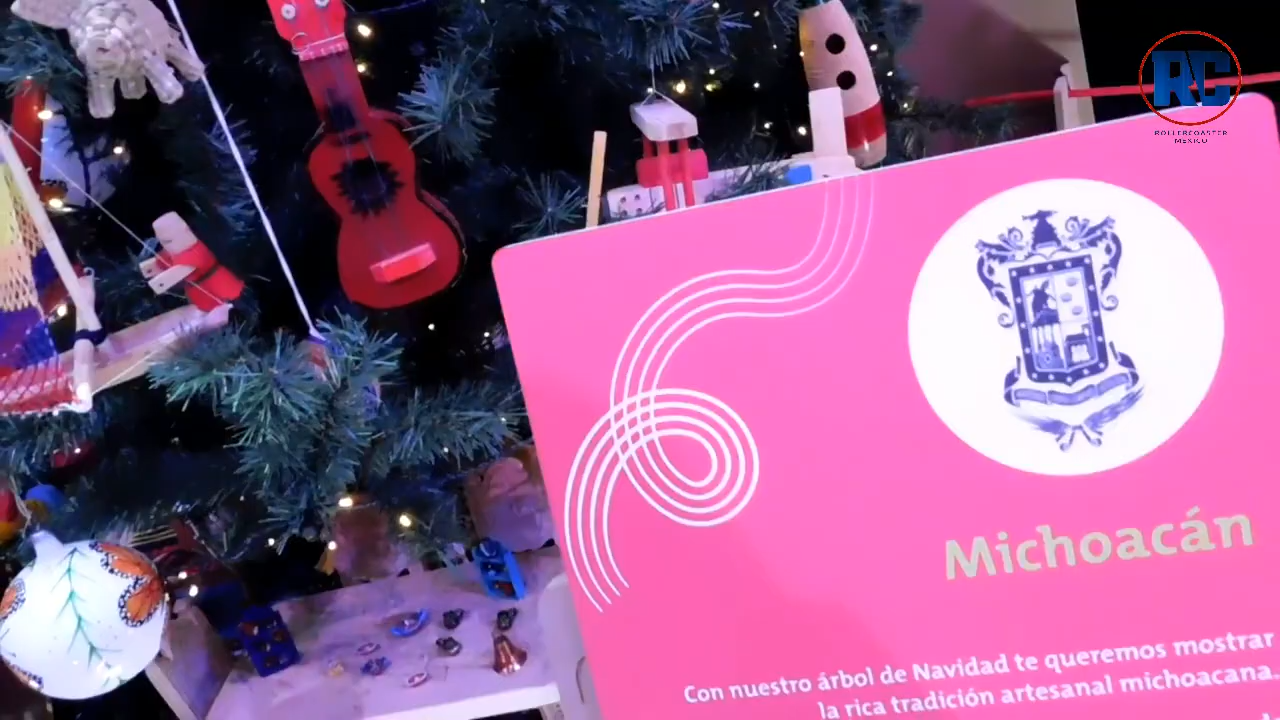 RC
ROLLERCOASTER
MEXICO
Michoacán
Con nuestro árbol de Navidad te queremos mostrar
la rica tradición artesanal michoacana.